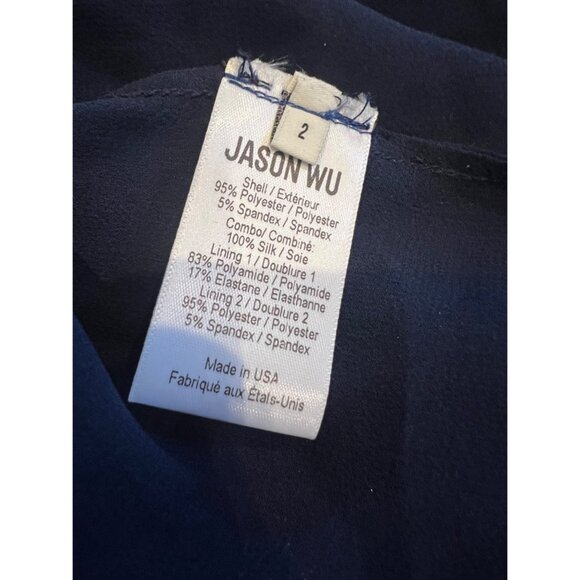 2
JASON WU
Shell / Extérieur
95% Polyester / Polyester
5% Spandex / Spandex
Combo/ Combiné:
100% Silk / Soie
Lining 1 / Doublure 1
83% Polyamide / Polyamide
17% Elastane / Elasthanne
Lining 2 / Doublure 2
95% Polyester / Polyester
5% Spandex / Spandex
Made in USA
Fabriqué aux États-Unis